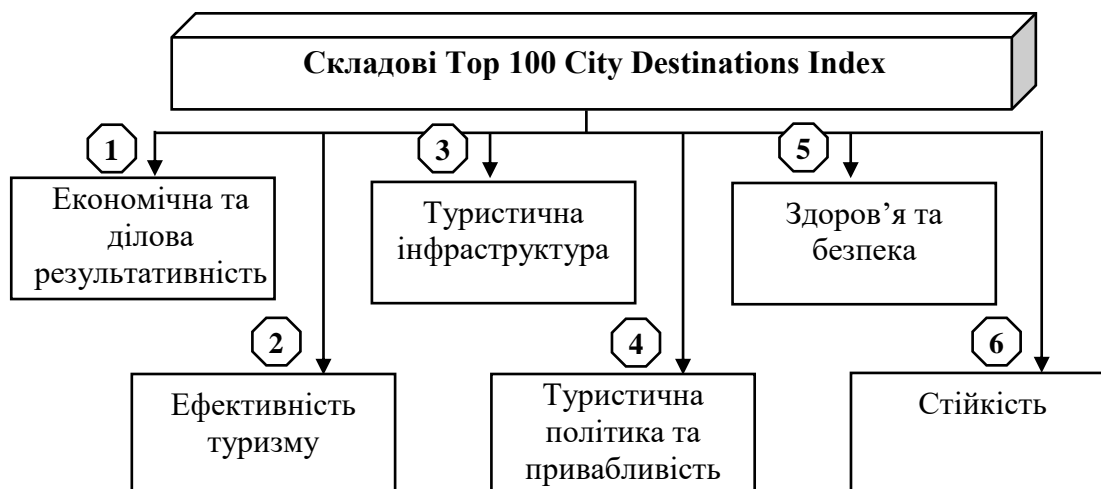 Складові Top 100 City Destinations Index
1
Економічна та
ділова
результативність
2
Ефективність
туризму
3
Туристична
інфраструктура
4
Туристична
політика та
привабливість
5
Здоров’я та
безпека
6
Стійкість